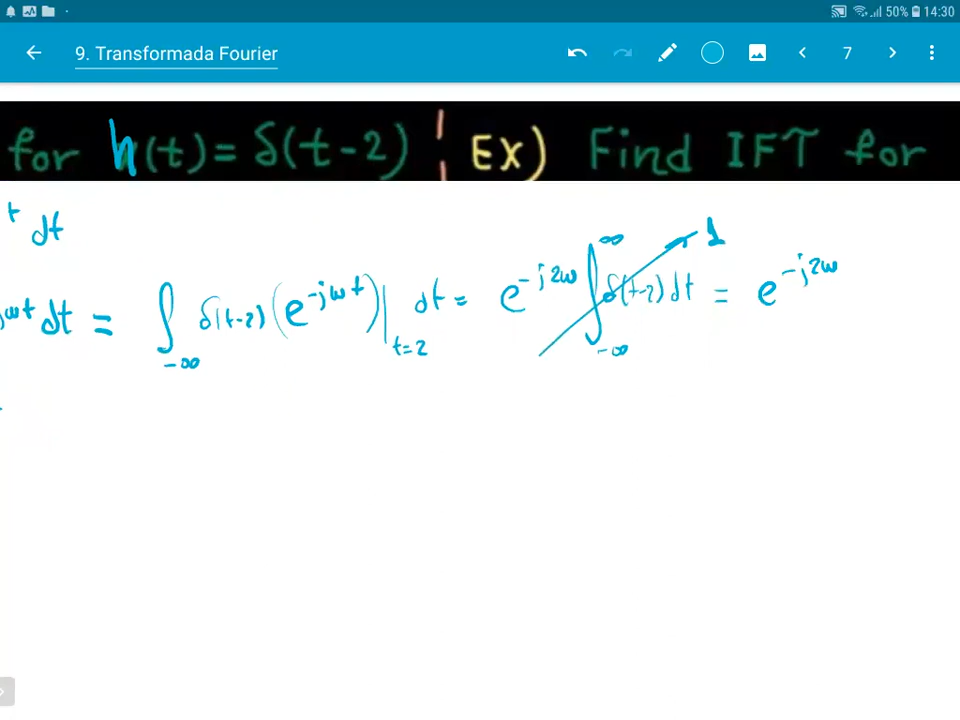 50% 14:30
9. Transformada Fourier
7
for h(t) = δ(t-2) ¦ Ex) Find IFT for
t dt
jωt dt = ∫_{-∞} δ(t-2) (e^{-jωt})|_{t=2} dt = e^{-j2ω} ∫_{-∞}^{∞} δ(t-2) dt → 1 = e^{-j2ω}